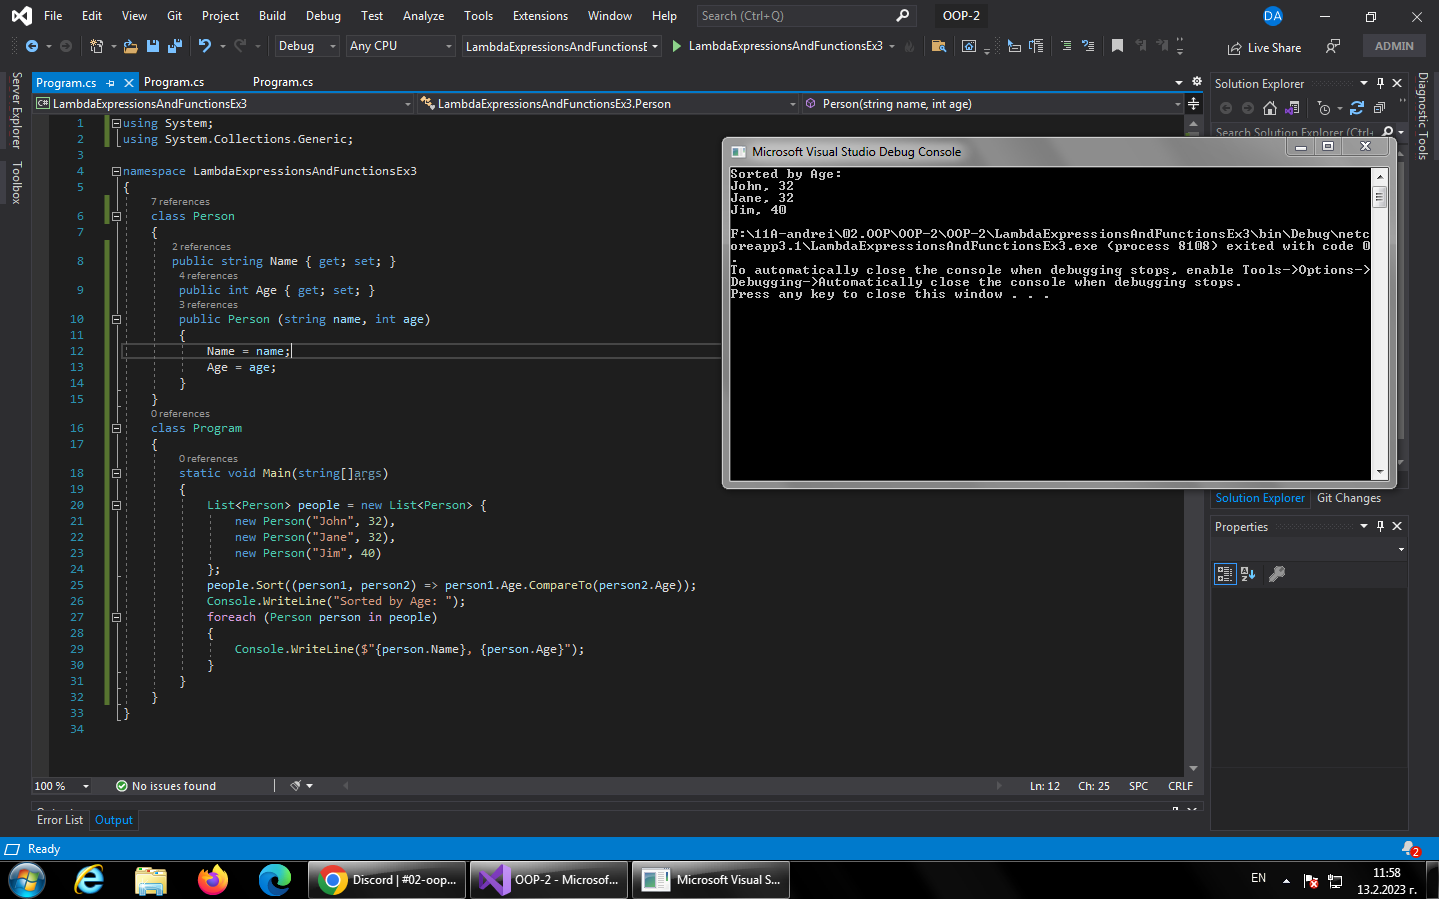 File Edit View Git Project Build Debug Test Analyze Tools Extensions Window Help Search (Ctrl+Q) OOP-2 DA
Debug Any CPU LambdaExpressionsAndFunctionsE LambdaExpressionsAndFunctionsEx3 Live Share ADMIN
Server Explorer
Toolbox
Program.cs Program.cs Program.cs
LambdaExpressionsAndFunctionsEx3 LambdaExpressionsAndFunctionsEx3.Person Person(string name, int age)
1 using System;
2 using System.Collections.Generic;
3
4 namespace LambdaExpressionsAndFunctionsEx3
5 {
7 references
6 class Person
7 {
2 references
8 public string Name { get; set; }
4 references
9 public int Age { get; set; }
3 references
10 public Person (string name, int age)
11 {
12 Name = name;
13 Age = age;
14 }
15 }
0 references
16 class Program
17 {
0 references
18 static void Main(string[]args)
19 {
20 List<Person> people = new List<Person> {
21 new Person("John", 32),
22 new Person("Jane", 32),
23 new Person("Jim", 40)
24 };
25 people.Sort((person1, person2) => person1.Age.CompareTo(person2.Age));
26 Console.WriteLine("Sorted by Age: ");
27 foreach (Person person in people)
28 {
29 Console.WriteLine($"{person.Name}, {person.Age}");
30 }
31 }
32 }
33 }
34
100 % No issues found Ln: 12 Ch: 25 SPC CRLF
Error List Output
Microsoft Visual Studio Debug Console
Sorted by Age:
John, 32
Jane, 32
Jim, 40
F:\11A-andrei\02.OOP\OOP-2\OOP-2\LambdaExpressionsAndFunctionsEx3\bin\Debug\netc
oreapp3.1\LambdaExpressionsAndFunctionsEx3.exe (process 8108) exited with code 0
.
To automatically close the console when debugging stops, enable Tools->Options->
Debugging->Automatically close the console when debugging stops.
Press any key to close this window . . .
Solution Explorer
Search Solution Explorer (Ctrl+
Diagnostic Tools
Solution Explorer Git Changes
Properties
Ready 2
Discord | #02-oop... OOP-2 - Microsof... Microsoft Visual S... EN 11:58
13.2.2023 г.